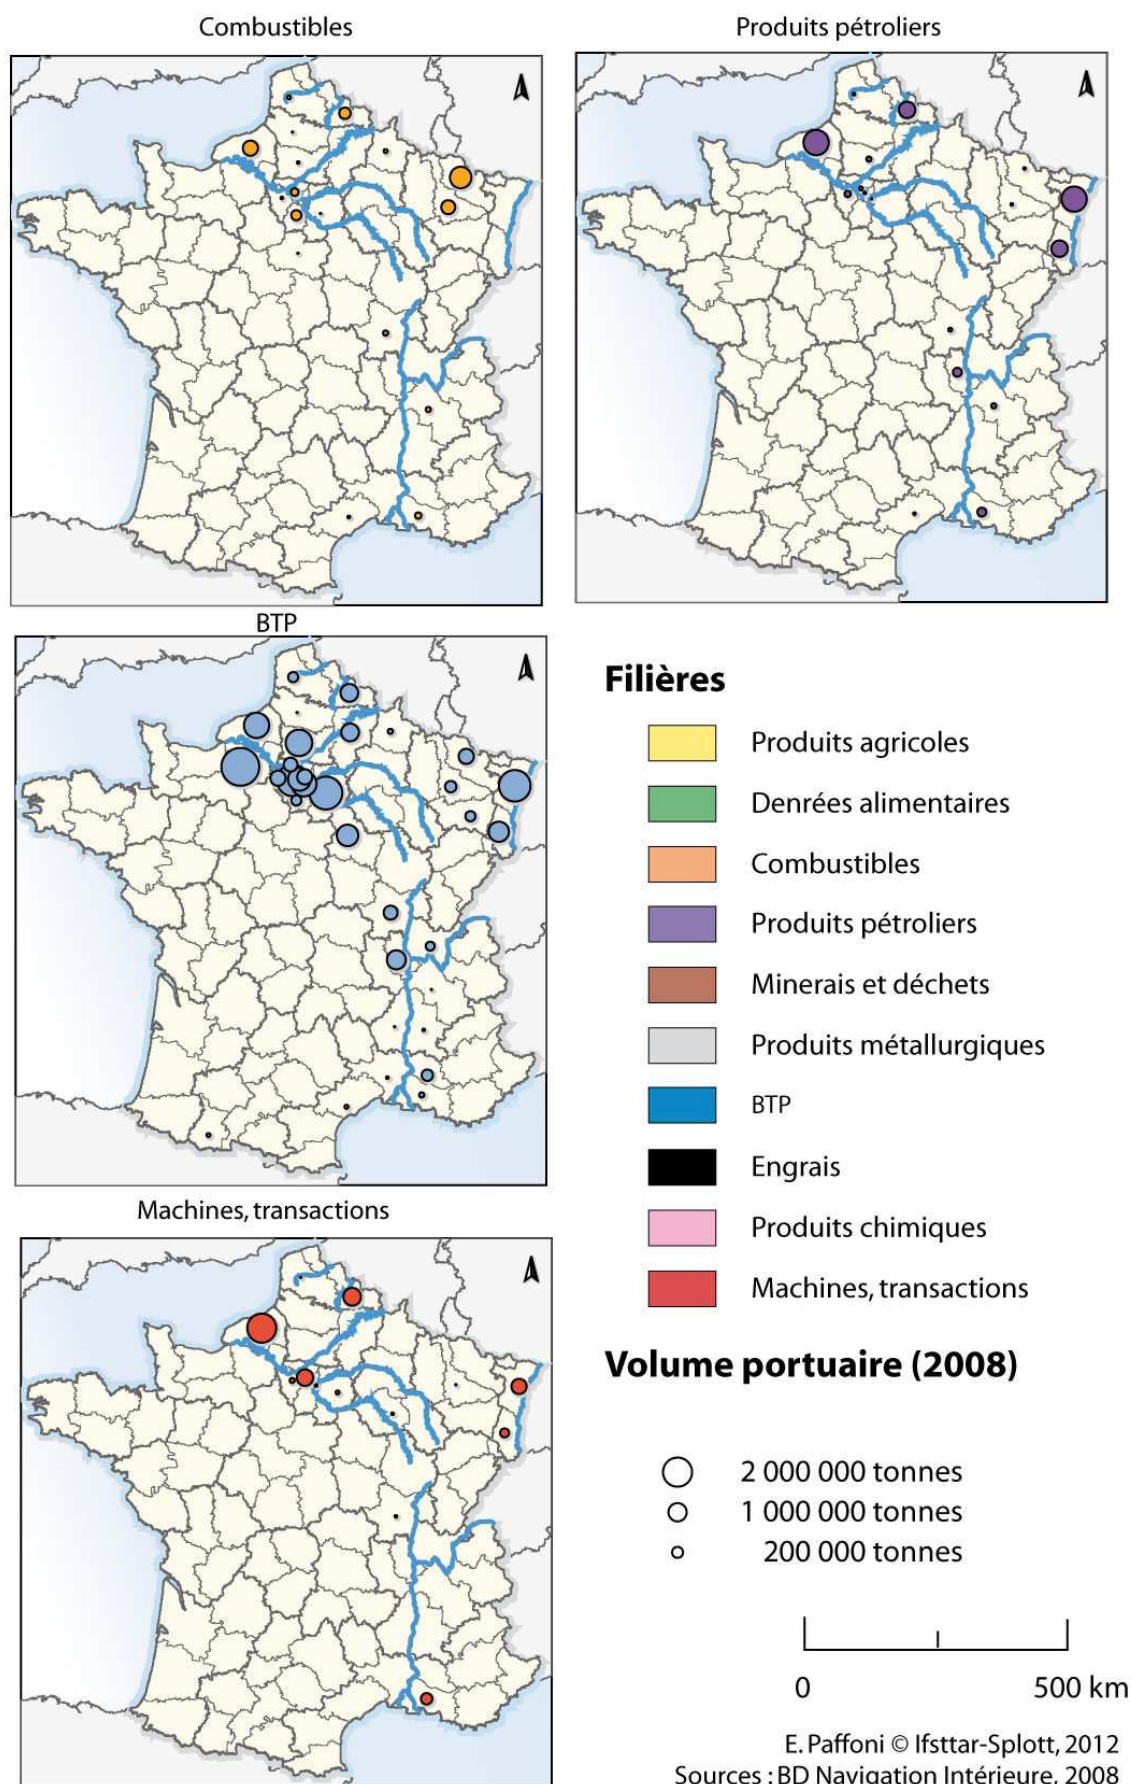 Combustibles
Produits pétroliers
BTP
Machines, transactions
Filières
Produits agricoles
Denrées alimentaires
Combustibles
Produits pétroliers
Minerais et déchets
Produits métallurgiques
BTP
Engrais
Produits chimiques
Machines, transactions
Volume portuaire (2008)
2 000 000 tonnes
1 000 000 tonnes
200 000 tonnes
0 500 km
E. Paffoni © Ifsttar-Splott, 2012
Sources : BD Navigation Intérieure, 2008